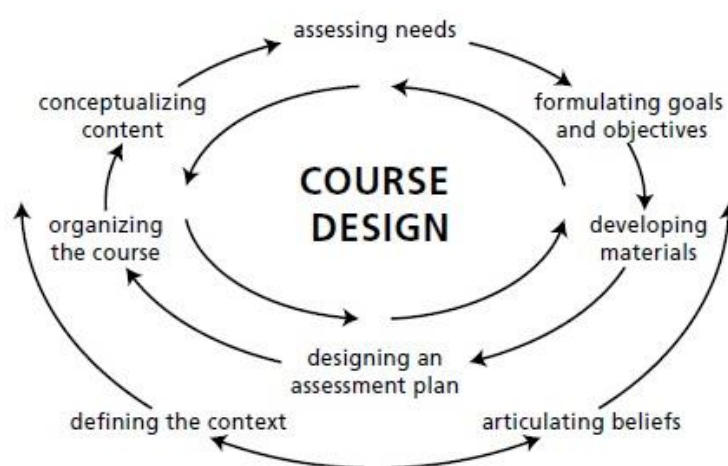 assessing needs
conceptualizing
content
formulating goals
and objectives
COURSE
DESIGN
organizing
the course
developing
materials
designing an
assessment plan
defining the context
articulating beliefs